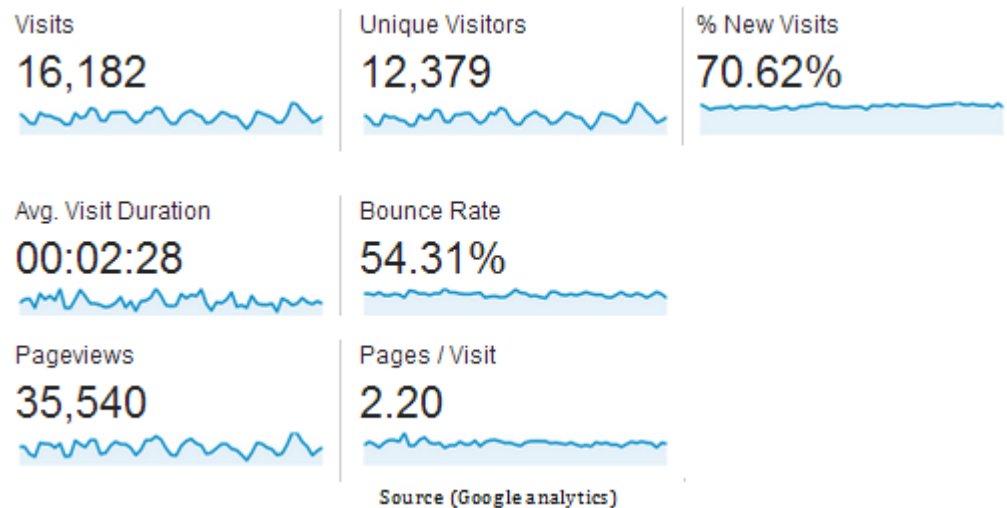 Visits
16,182
Unique Visitors
12,379
% New Visits
70.62%
Avg. Visit Duration
00:02:28
Bounce Rate
54.31%
Pageviews
35,540
Pages / Visit
2.20
Source (Google analytics)